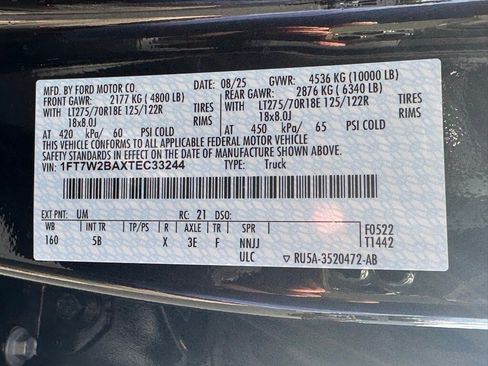 MFD. BY FORD MOTOR CO.
DATE: 08/25 GVWR: 4536 KG (10000 LB)
FRONT GAWR: 2177 KG (4800 LB) REAR GAWR: 2876 KG (6340 LB)
WITH LT275/70R18E 125/122R TIRES WITH LT275/70R18E 125/122R TIRES
18x8.0J RIMS 18x8.0J RIMS
AT 420 kPa/ 60 PSI COLD AT 450 kPa/ 65 PSI COLD
THIS VEHICLE CONFORMS TO ALL APPLICABLE FEDERAL MOTOR VEHICLE SAFETY
STANDARDS IN EFFECT ON THE DATE OF MANUFACTURE SHOWN ABOVE.
VIN: 1FT7W2BAXTEC33244 TYPE: Truck
EXT PNT: UM RC: 21 DSO: F0522
WB INT TR TP/PS R AXLE TR SPR T1442
160 5B X 3E F NNJJ
ULC ▽ RU5A-3520472-AB